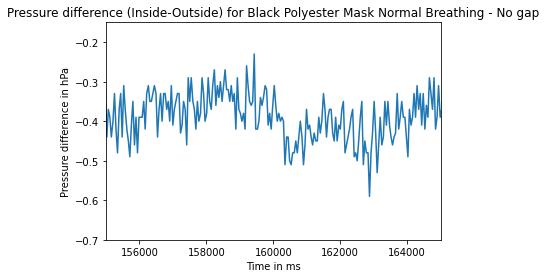 Pressure difference (Inside-Outside) for Black Polyester Mask Normal Breathing - No gap
Pressure difference in hPa
−0.2
−0.3
−0.4
−0.5
−0.6
−0.7
156000 158000 160000 162000 164000
Time in ms